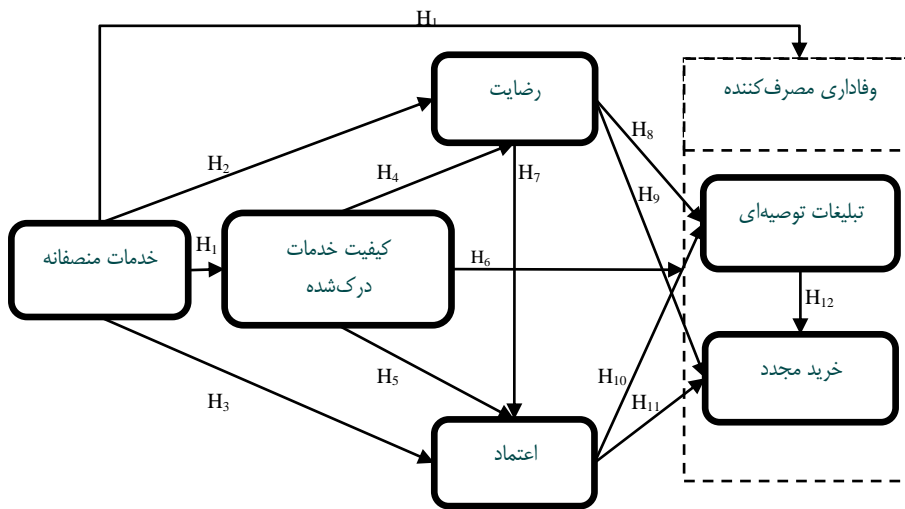 H₁
وفاداری مصرف‌کننده
رضایت
H₈
H₂
H₄
H₇
H₉
تبلیغات توصیه‌ای
خدمات منصفانه
H₁
کیفیت خدمات
درک‌شده
H₆
H₁₂
خرید مجدد
H₅
H₁₀
H₃
H₁₁
اعتماد